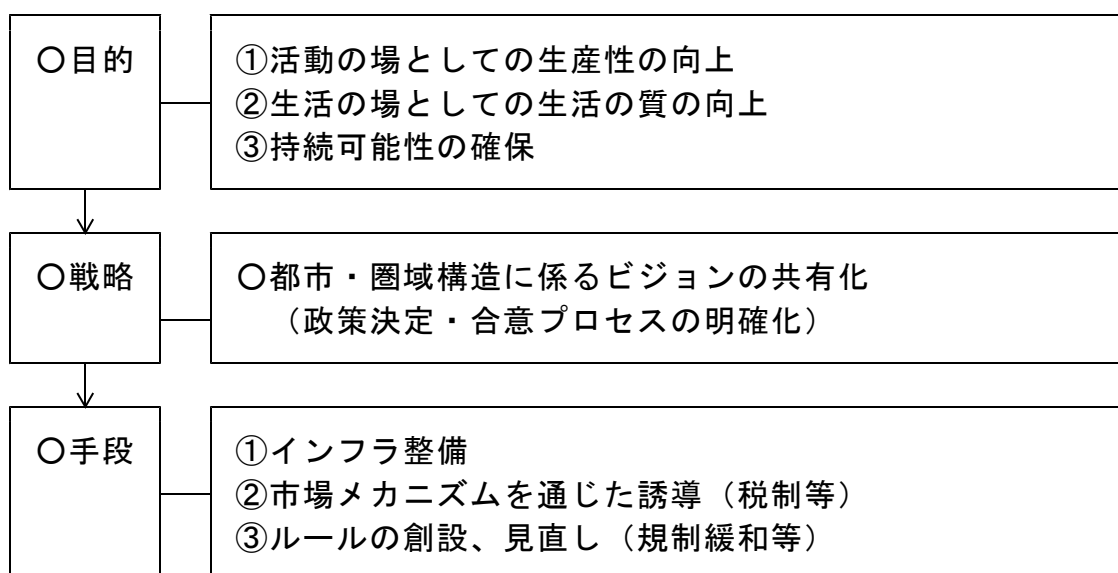 〇目的
①活動の場としての生産性の向上
②生活の場としての生活の質の向上
③持続可能性の確保
〇戦略
〇都市・圏域構造に係るビジョンの共有化
（政策決定・合意プロセスの明確化）
〇手段
①インフラ整備
②市場メカニズムを通じた誘導（税制等）
③ルールの創設、見直し（規制緩和等）